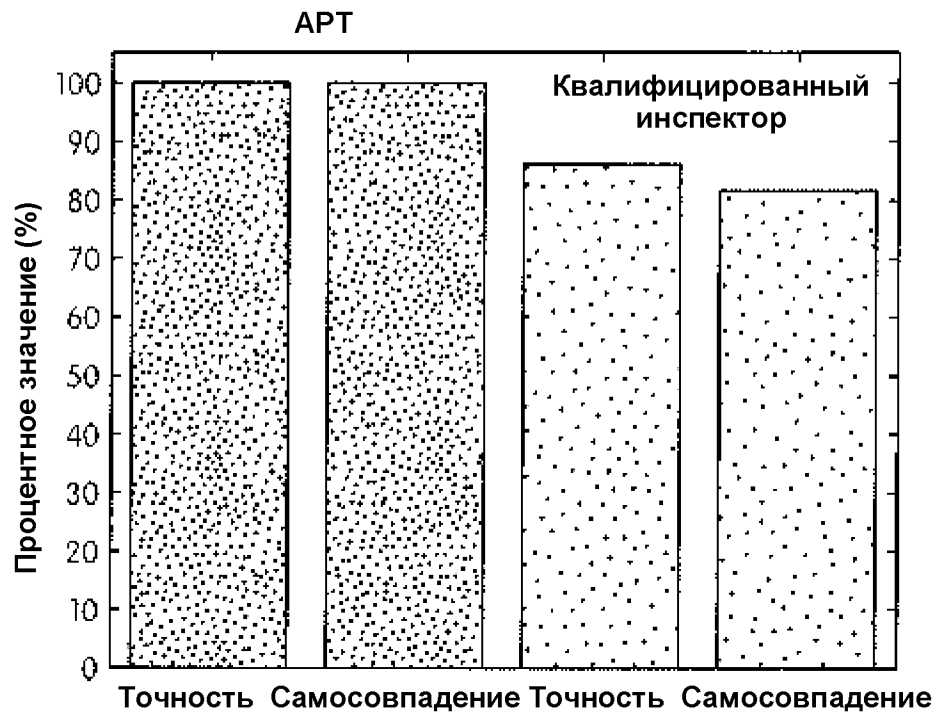 АРТ
Квалифицированный
инспектор
Процентное значение (%)
100
90
80
70
60
50
40
30
20
10
0
Точность Самосовпадение Точность Самосовпадение